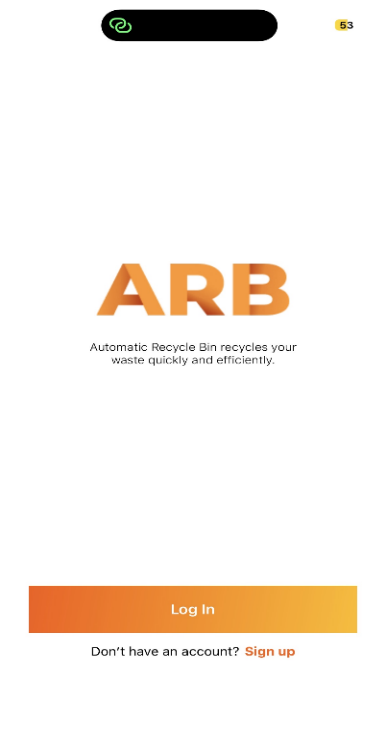 53
ARB
Automatic Recycle Bin recycles your
waste quickly and efficiently.
Log In
Don't have an account? Sign up